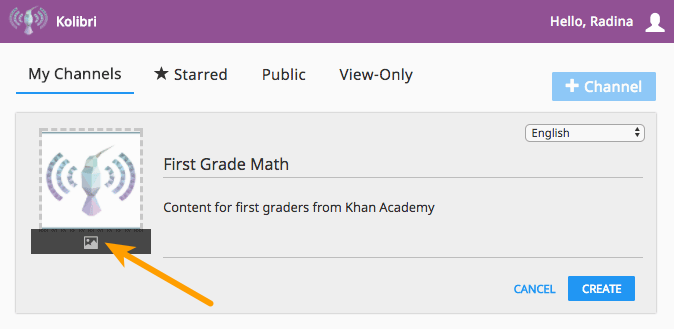 Kolibri
Hello, Radina
My Channels
★ Starred
Public
View-Only
+ Channel
English
First Grade Math
Content for first graders from Khan Academy
CANCEL
CREATE